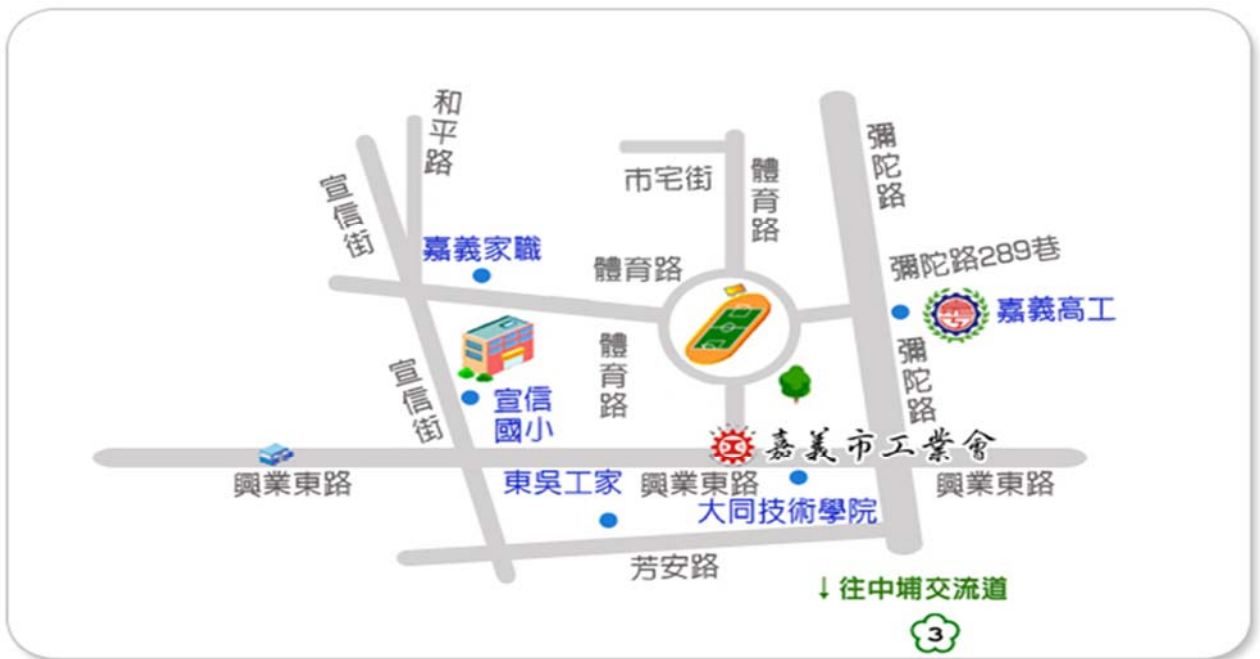 和平路
宣信街
市宅街
體育路
彌陀路
嘉義家職
體育路
彌陀路289巷
嘉義高工
體育路
彌陀路
宣信街
宣信
國小
嘉義市工業會
興業東路
東吳工家
興業東路
興業東路
大同技術學院
芳安路
↓往中埔交流道
3